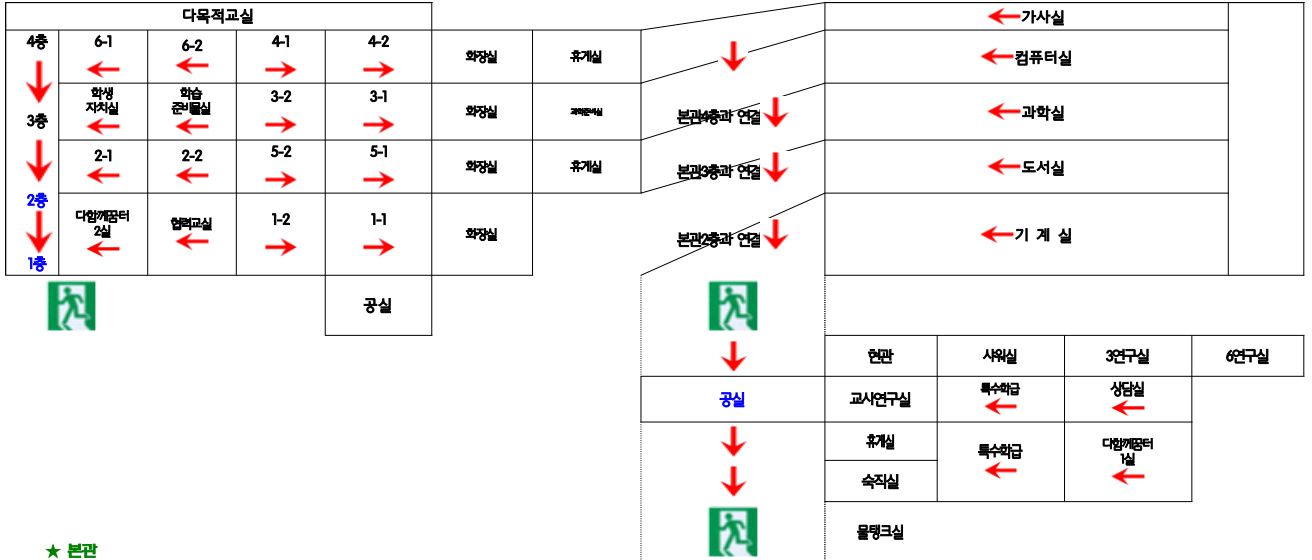 다목적교실
가사실
4층
6-1
6-2
4-1
4-2
화장실
휴게실
컴퓨터실
학생
자치실
학습
준비물실
3-2
3-1
3층
화장실
과학준비실
본관4층과 연결
과학실
2-1
2-2
5-2
5-1
화장실
휴게실
본관3층과 연결
도서실
2층
다함께꿈터
2실
협력교실
1-2
1-1
화장실
본관2층과 연결
기 계 실
1층
공실
현관
샤워실
3연구실
6연구실
공실
교사연구실
특수학급
상담실
휴게실
특수학급
다함께꿈터
1실
숙직실
물탱크실
★ 본관